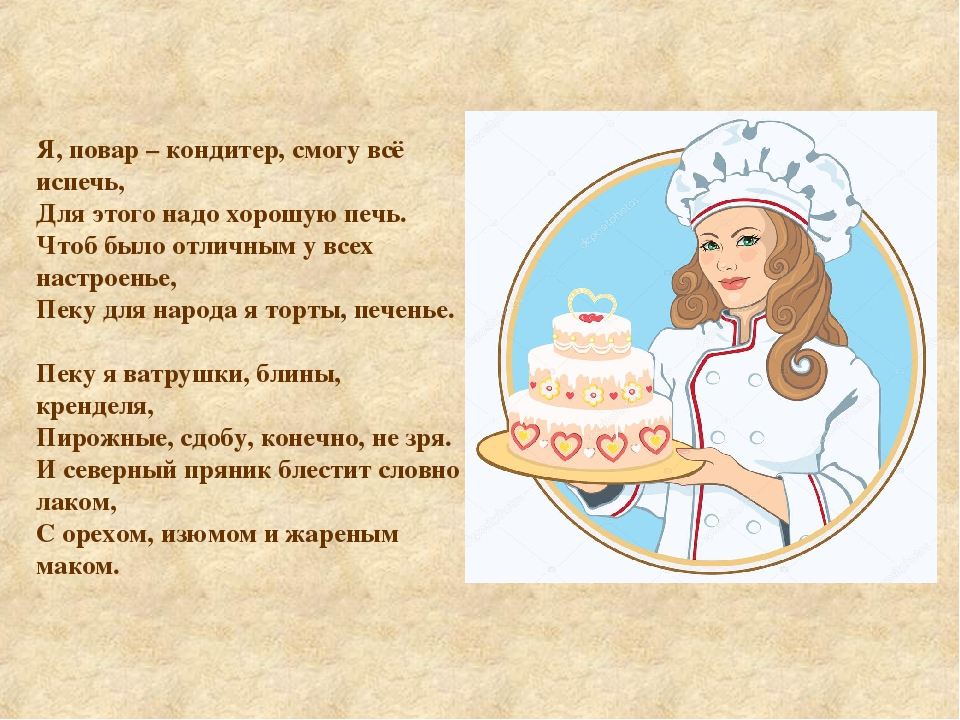 Я, повар – кондитер, смогу всё
испечь,
Для этого надо хорошую печь.
Чтоб было отличным у всех
настроенье,
Пеку для народа я торты, печенье.

Пеку я ватрушки, блины,
кренделя,
Пирожные, сдобу, конечно, не зря.
И северный пряник блестит словно
лаком,
С орехом, изюмом и жареным
маком.